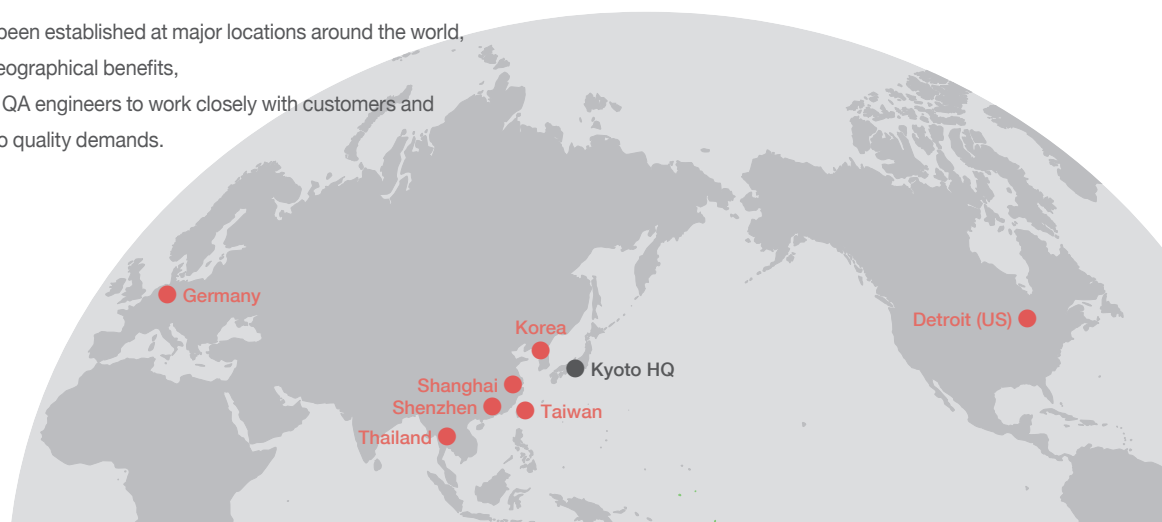 been established at major locations around the world,
eographical benefits,
QA engineers to work closely with customers and
o quality demands.
Germany
Korea
Detroit (US)
Kyoto HQ
Shanghai
Shenzhen
Taiwan
Thailand